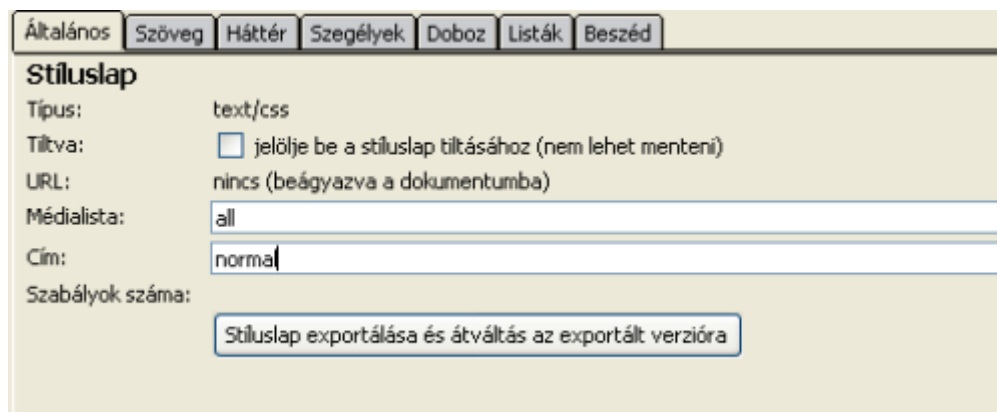 Általános Szöveg Háttér Szegélyek Doboz Listák Beszéd
Stíluslap
Típus: text/css
Tiltva: jelölje be a stíluslap tiltásához (nem lehet menteni)
URL: nincs (beágyazva a dokumentumba)
Médialista: all
Cím: normal
Szabályok száma:
Stíluslap exportálása és átváltás az exportált verzióra